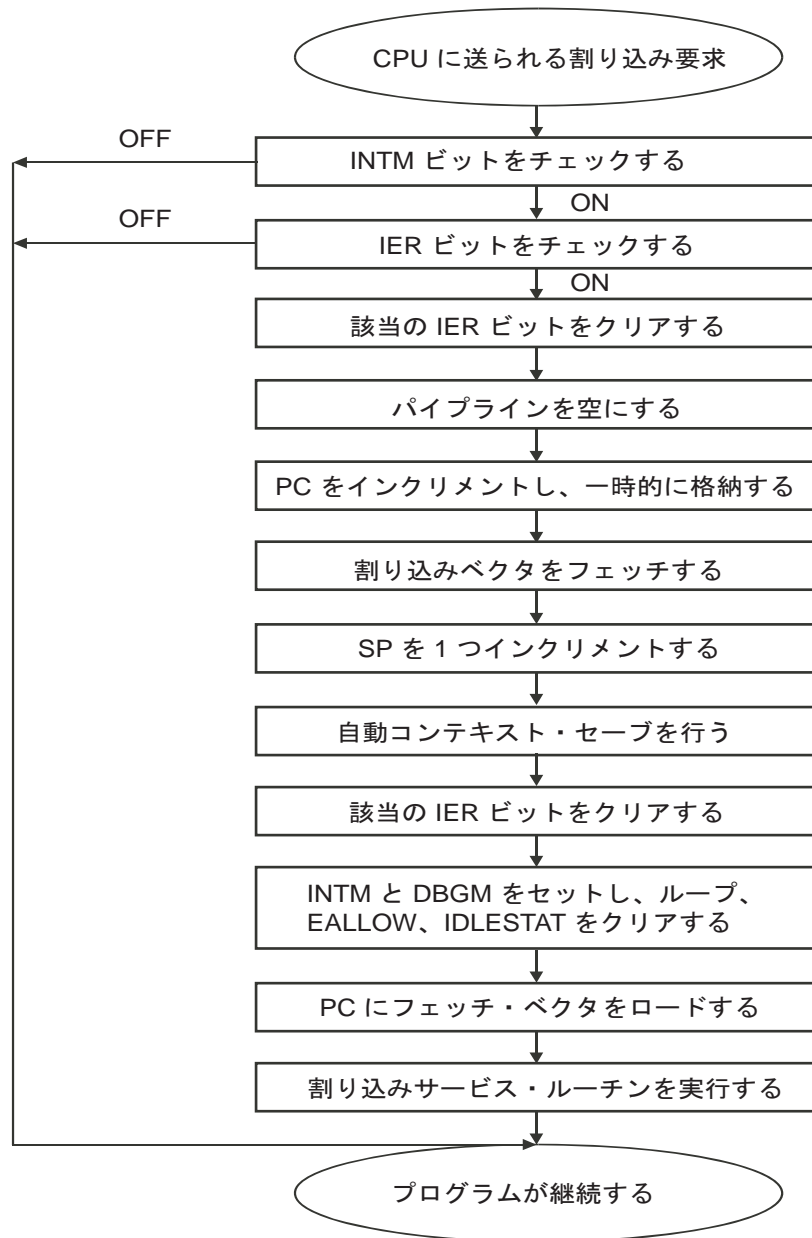 CPU に送られる割り込み要求
OFF
INTM ビットをチェックする
ON
OFF
IER ビットをチェックする
ON
該当の IER ビットをクリアする
パイプラインを空にする
PC をインクリメントし、一時的に格納する
割り込みベクタをフェッチする
SP を 1 つインクリメントする
自動コンテキスト・セーブを行う
該当の IER ビットをクリアする
INTM と DBGM をセットし、ループ、
EALLOW、IDLESTAT をクリアする
PC にフェッチ・ベクタをロードする
割り込みサービス・ルーチンを実行する
プログラムが継続する